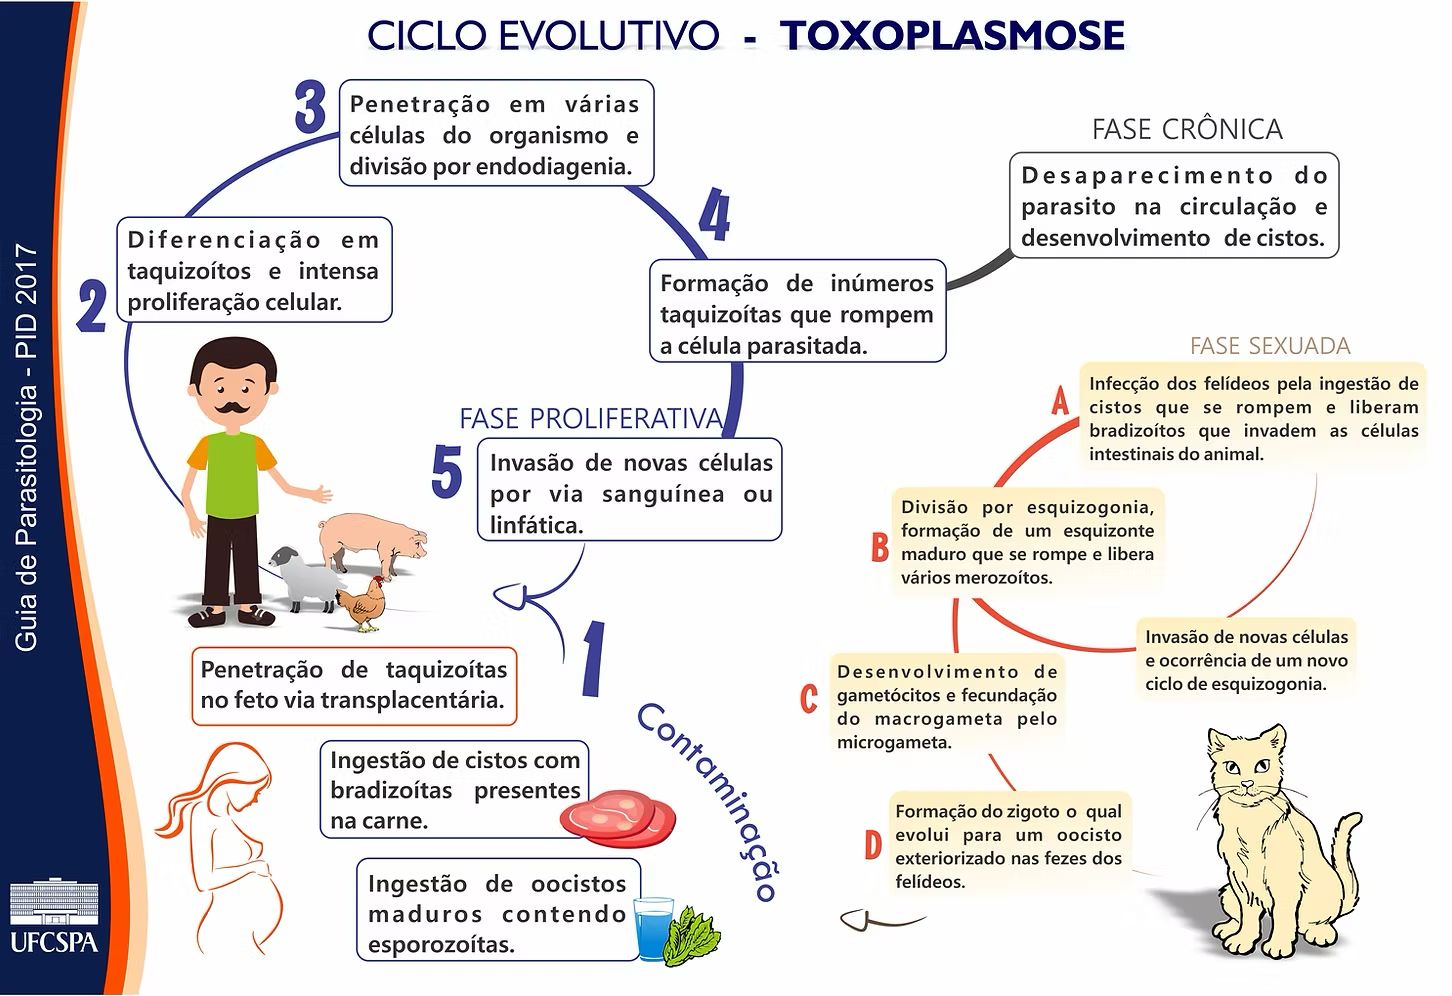 CICLO EVOLUTIVO - TOXOPLASMOSE
Guia de Parasitologia - PID 2017
UFCSPA
1
Contaminação
Penetração de taquizoítas
no feto via transplacentária.
Ingestão de cistos com
bradizoítas presentes
na carne.
Ingestão de oocistos
maduros contendo
esporozoítas.
2
Diferenciação em
taquizoítos e intensa
proliferação celular.
3
Penetração em várias
células do organismo e
divisão por endodiagenia.
4
Formação de inúmeros
taquizoítas que rompem
a célula parasitada.
FASE PROLIFERATIVA
5
Invasão de novas células
por via sanguínea ou
linfática.
FASE CRÔNICA
Desaparecimento do
parasito na circulação e
desenvolvimento de cistos.
FASE SEXUADA
A
Infecção dos felídeos pela ingestão de
cistos que se rompem e liberam
bradizoítos que invadem as células
intestinais do animal.
B
Divisão por esquizogonia,
formação de um esquizonte
maduro que se rompe e libera
vários merozoítos.
Invasão de novas células
e ocorrência de um novo
ciclo de esquizogonia.
C
Desenvolvimento de
gametócitos e fecundação
do macrogameta pelo
microgameta.
D
Formação do zigoto o qual
evolui para um oocisto
exteriorizado nas fezes dos
felídeos.